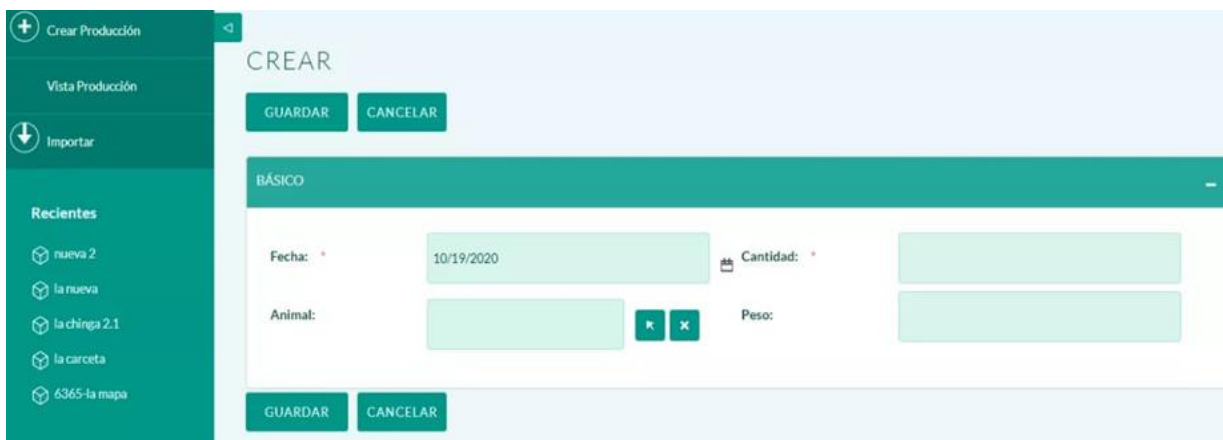 Crear Producción
Vista Producción
Importar
Recientes
nueva 2
la nueva
la chinga 2.1
la carceta
6365-la mapa
CREAR
GUARDAR CANCELAR
BÁSICO
Fecha: * 10/19/2020 Cantidad: *
Animal: Peso:
GUARDAR CANCELAR